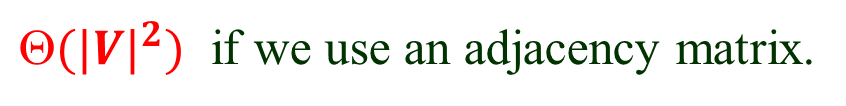 Θ(|V|²) if we use an adjacency matrix.